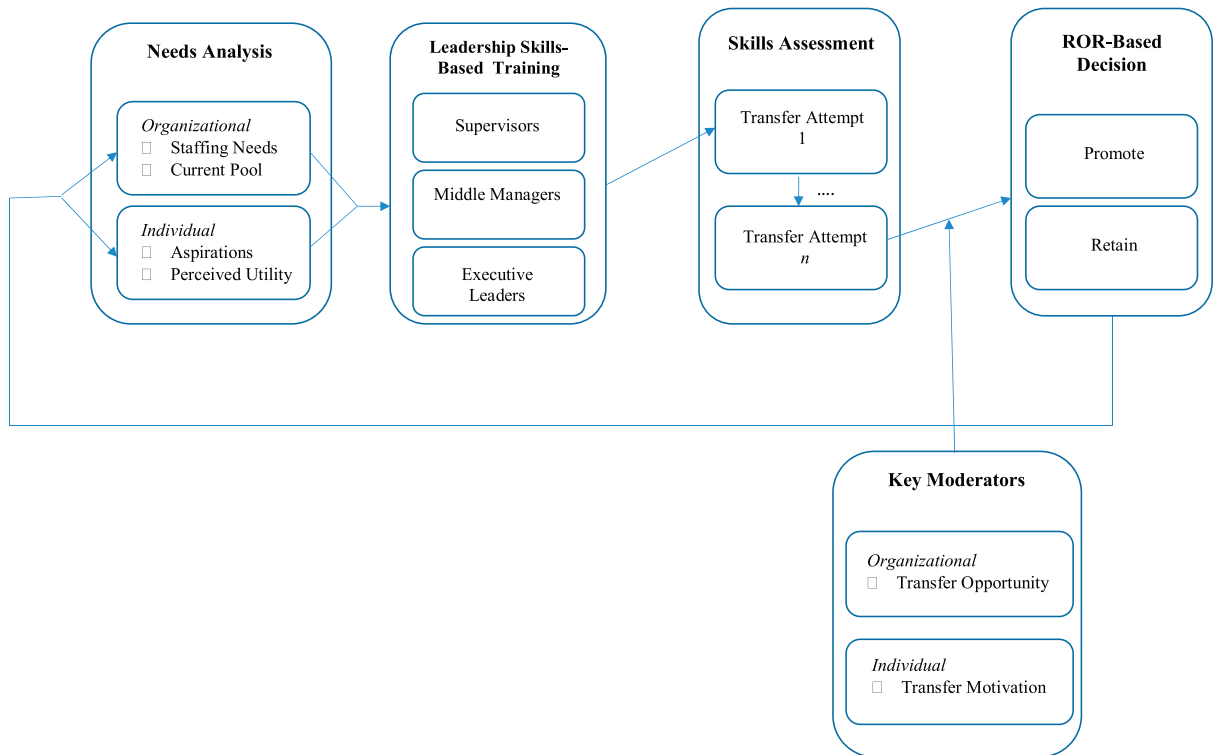 Needs Analysis
Organizational
Staffing Needs
Current Pool
Individual
Aspirations
Perceived Utility
Leadership Skills-
Based Training
Supervisors
Middle Managers
Executive
Leaders
Skills Assessment
Transfer Attempt
1
....
Transfer Attempt
n
ROR-Based
Decision
Promote
Retain
Key Moderators
Organizational
Transfer Opportunity
Individual
Transfer Motivation